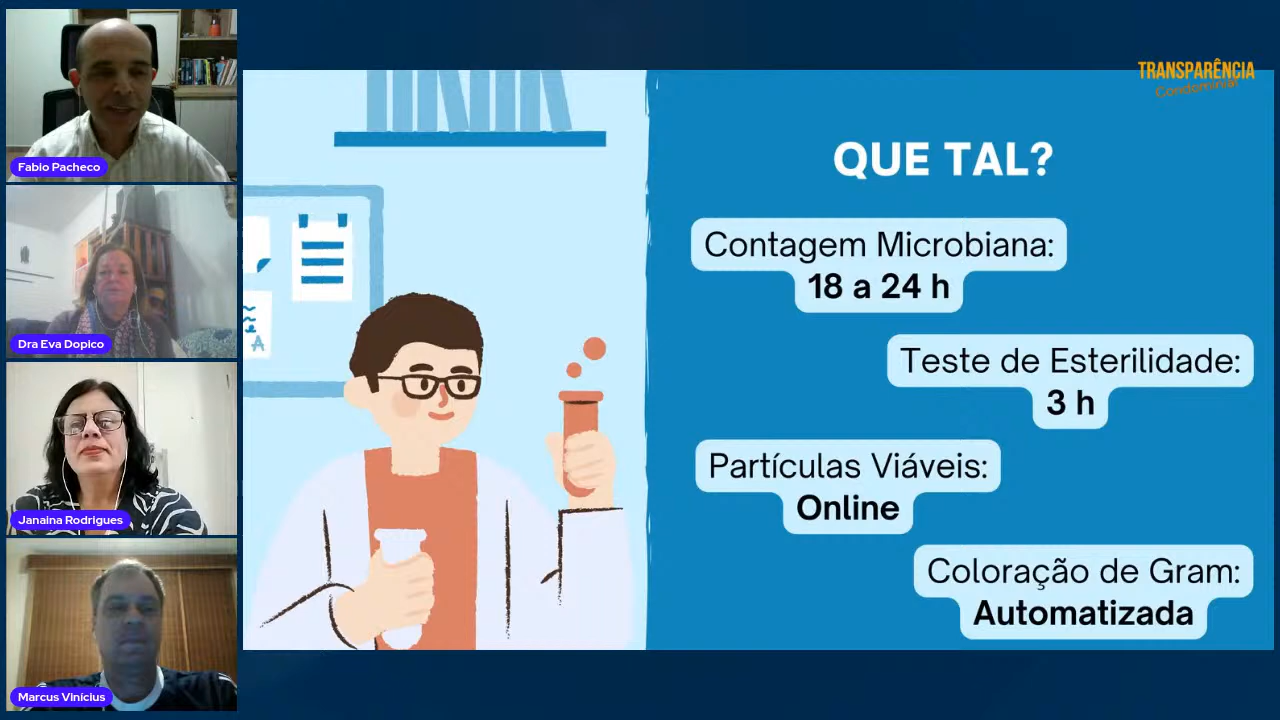 Fabio Pacheco
Dra Eva Dopico
Janaina Rodrigues
Marcus Vinícius
TRANSPARÊNCIA
Condominial
QUE TAL?
Contagem Microbiana:
18 a 24 h
Teste de Esterilidade:
3 h
Partículas Viáveis:
Online
Coloração de Gram:
Automatizada
A